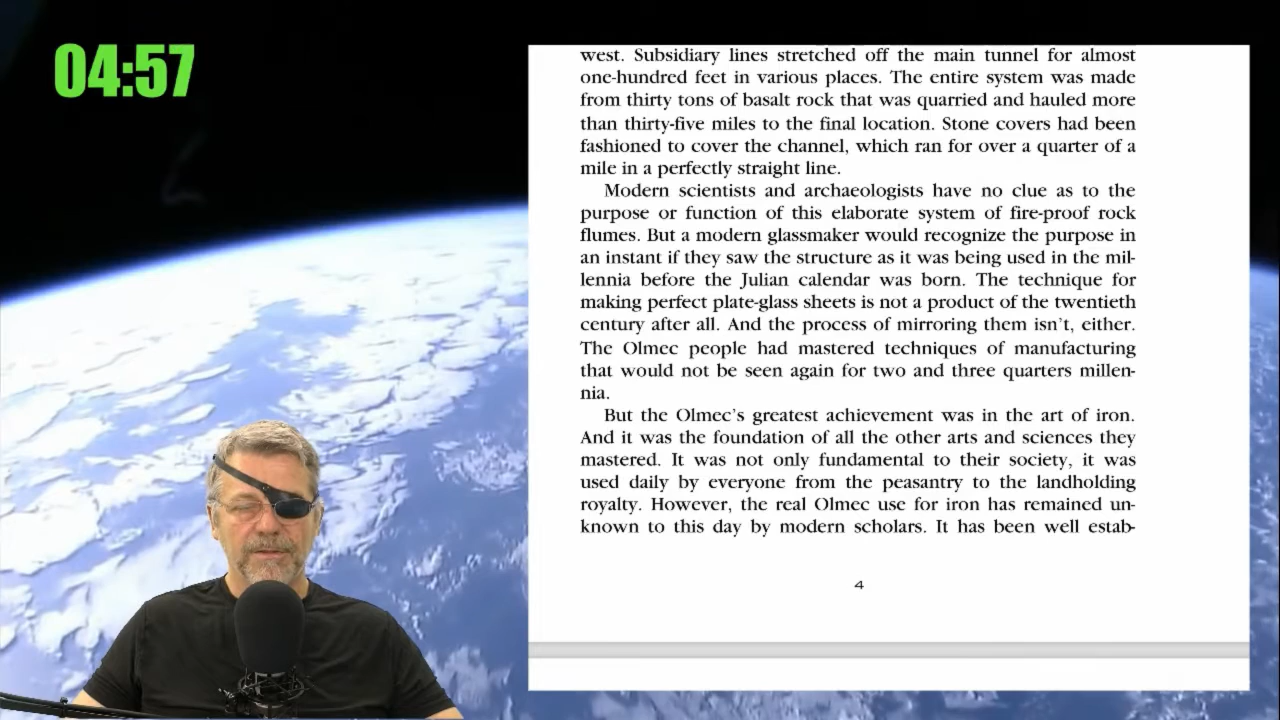 04:57
west. Subsidiary lines stretched off the main tunnel for almost
one-hundred feet in various places. The entire system was made
from thirty tons of basalt rock that was quarried and hauled more
than thirty-five miles to the final location. Stone covers had been
fashioned to cover the channel, which ran for over a quarter of a
mile in a perfectly straight line.
Modern scientists and archaeologists have no clue as to the
purpose or function of this elaborate system of fire-proof rock
flumes. But a modern glassmaker would recognize the purpose in
an instant if they saw the structure as it was being used in the mil-
lennia before the Julian calendar was born. The technique for
making perfect plate-glass sheets is not a product of the twentieth
century after all. And the process of mirroring them isn't, either.
The Olmec people had mastered techniques of manufacturing
that would not be seen again for two and three quarters millen-
nia.
But the Olmec's greatest achievement was in the art of iron.
And it was the foundation of all the other arts and sciences they
mastered. It was not only fundamental to their society, it was
used daily by everyone from the peasantry to the landholding
royalty. However, the real Olmec use for iron has remained un-
known to this day by modern scholars. It has been well estab-
4